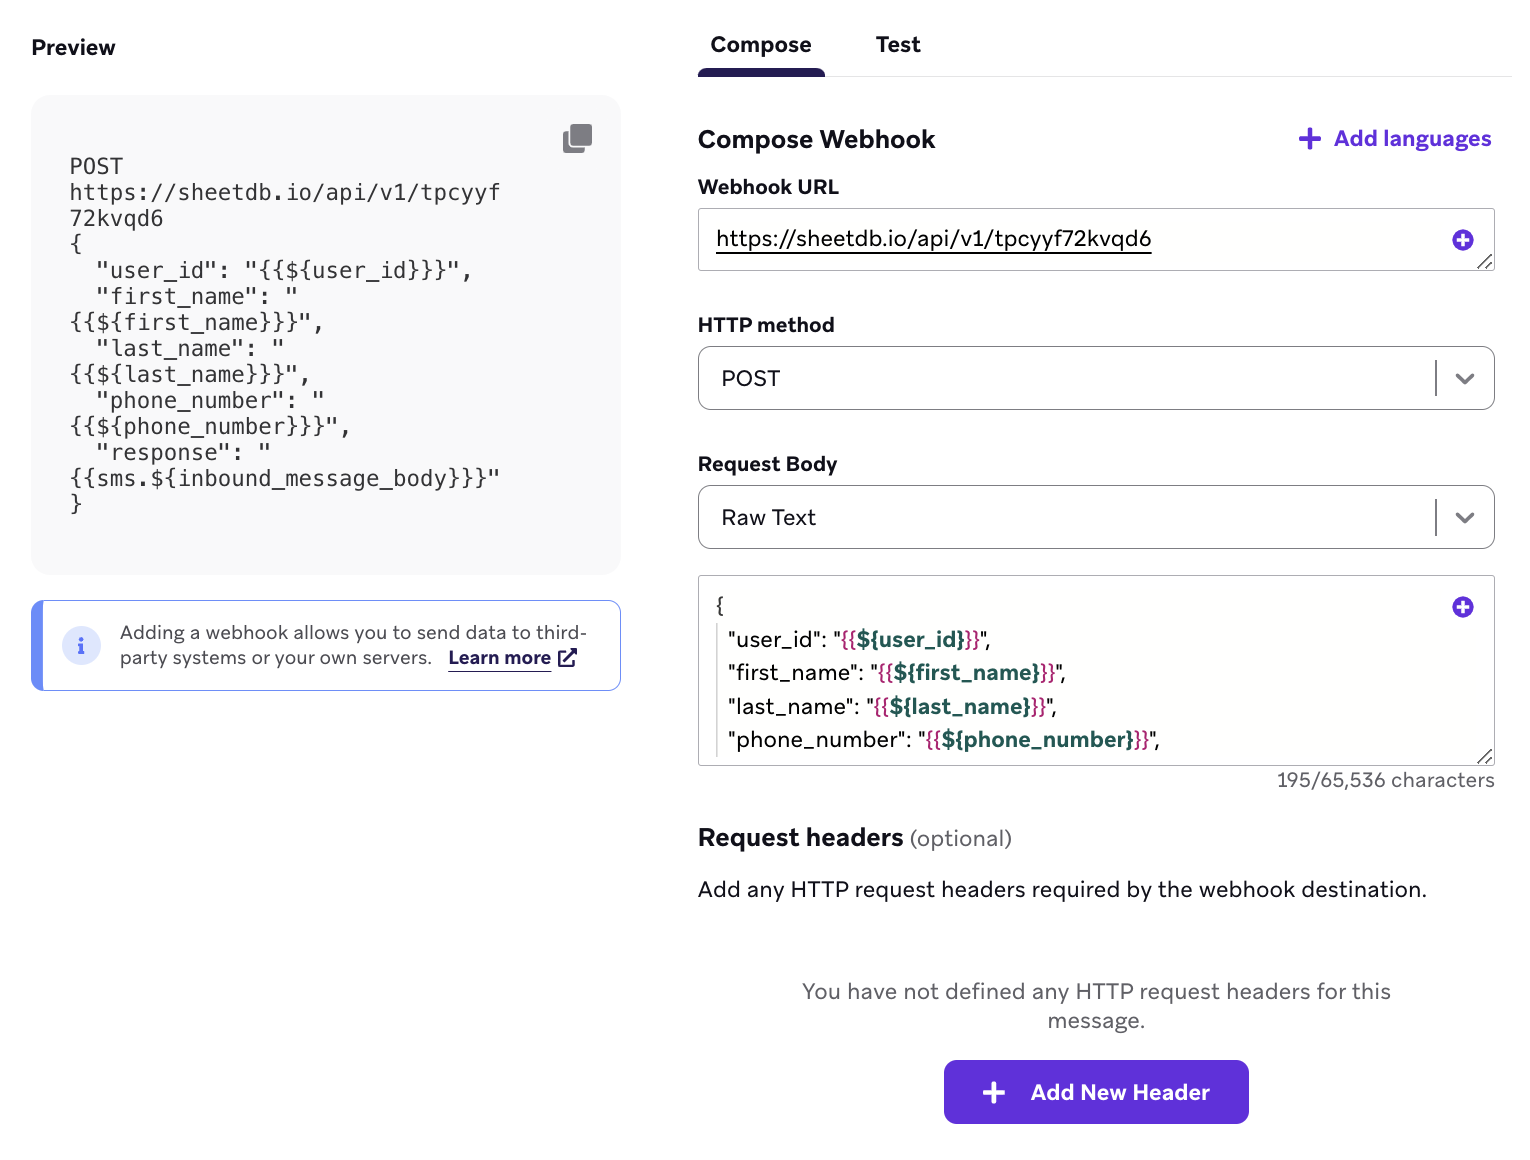 Preview
POST
https://sheetdb.io/api/v1/tpcyyf
72kvqd6
{
  "user_id": "{{${user_id}}}",
  "first_name": "
{{${first_name}}}",
  "last_name": "
{{${last_name}}}",
  "phone_number": "
{{${phone_number}}}",
  "response": "
{{sms.${inbound_message_body}}}"
}
i
Adding a webhook allows you to send data to third-
party systems or your own servers. Learn more
Compose Test
Compose Webhook
+ Add languages
Webhook URL
https://sheetdb.io/api/v1/tpcyyf72kvqd6
HTTP method
POST
Request Body
Raw Text
{
"user_id": "{{${user_id}}}",
"first_name": "{{${first_name}}}",
"last_name": "{{${last_name}}}",
"phone_number": "{{${phone_number}}}",
195/65,536 characters
Request headers (optional)
Add any HTTP request headers required by the webhook destination.
You have not defined any HTTP request headers for this
message.
+ Add New Header